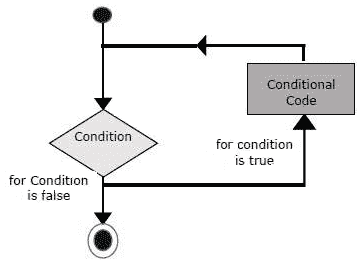 Conditional
Code
Condition
for condition
is true
for Condition
is false